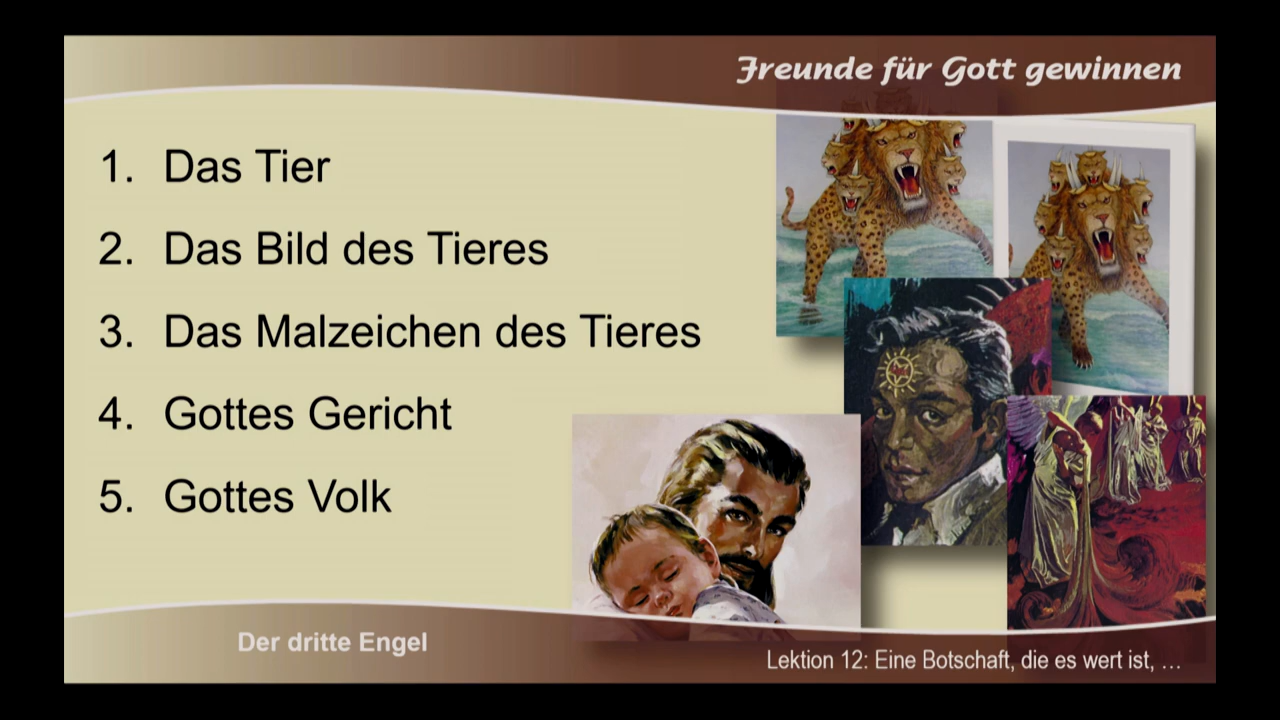 Freunde für Gott gewinnen
1. Das Tier
2. Das Bild des Tieres
3. Das Malzeichen des Tieres
4. Gottes Gericht
5. Gottes Volk
Der dritte Engel
Lektion 12: Eine Botschaft, die es wert ist, …